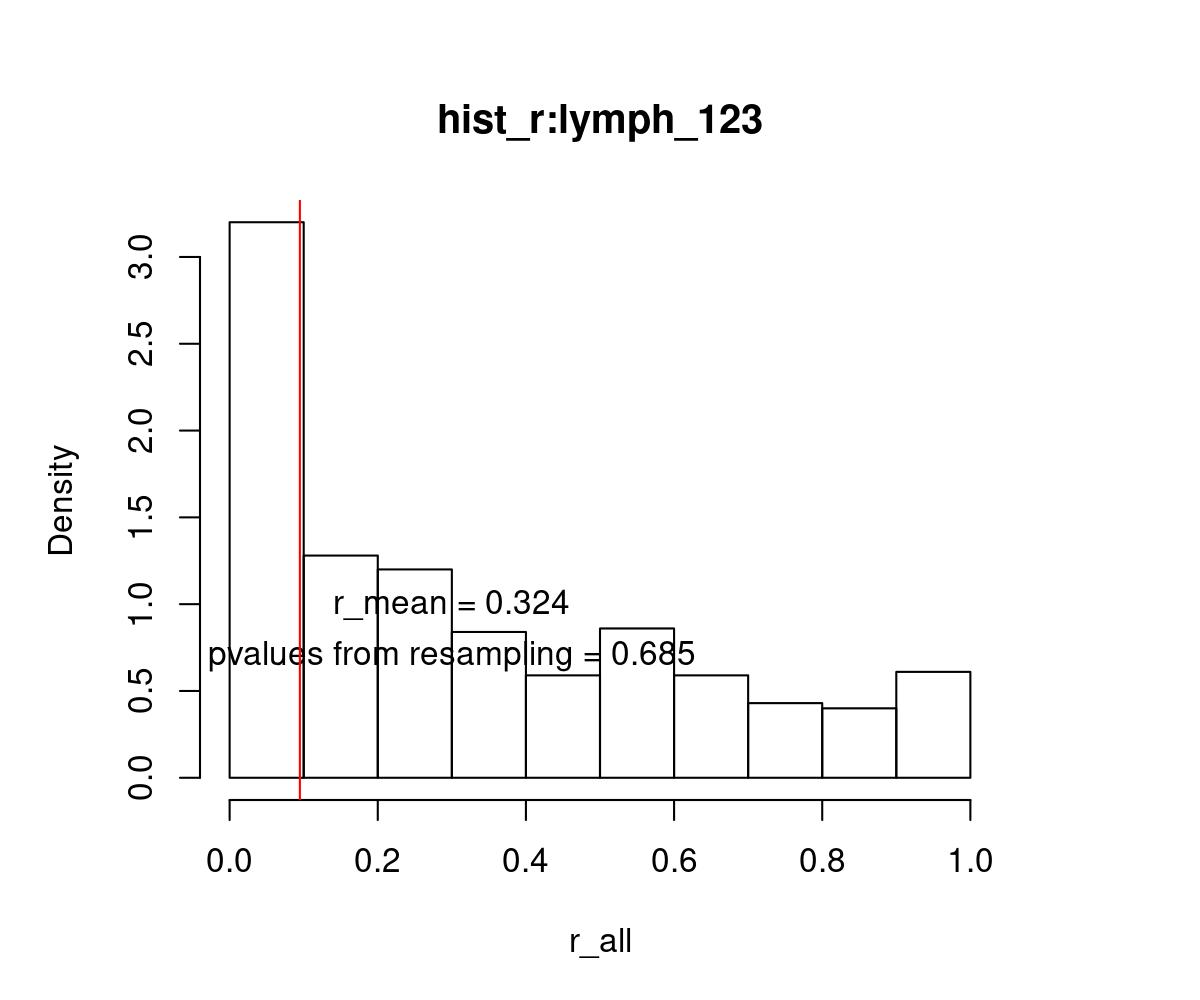 hist_r:lymph_123
Density
3.0
2.5
2.0
1.5
1.0
0.5
0.0
r_mean = 0.324
pvalues from resampling = 0.685
0.0 0.2 0.4 0.6 0.8 1.0
r_all